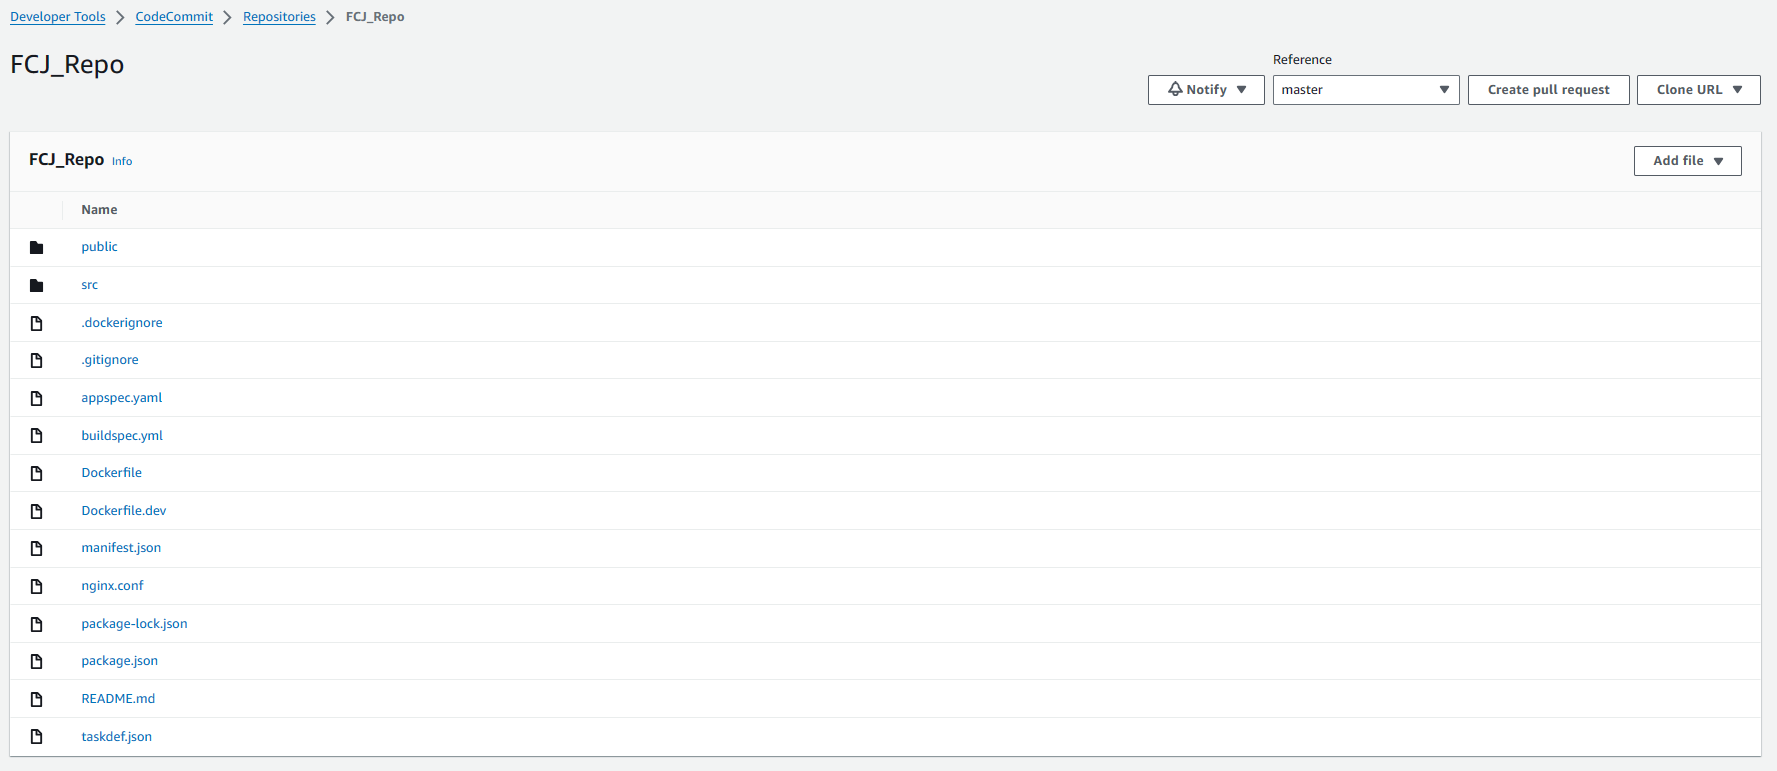 Developer Tools > CodeCommit > Repositories > FCJ_Repo
FCJ_Repo
Reference
Notify master Create pull request Clone URL
FCJ_Repo Info
Add file
Name
public
src
.dockerignore
.gitignore
appspec.yaml
buildspec.yml
Dockerfile
Dockerfile.dev
manifest.json
nginx.conf
package-lock.json
package.json
README.md
taskdef.json